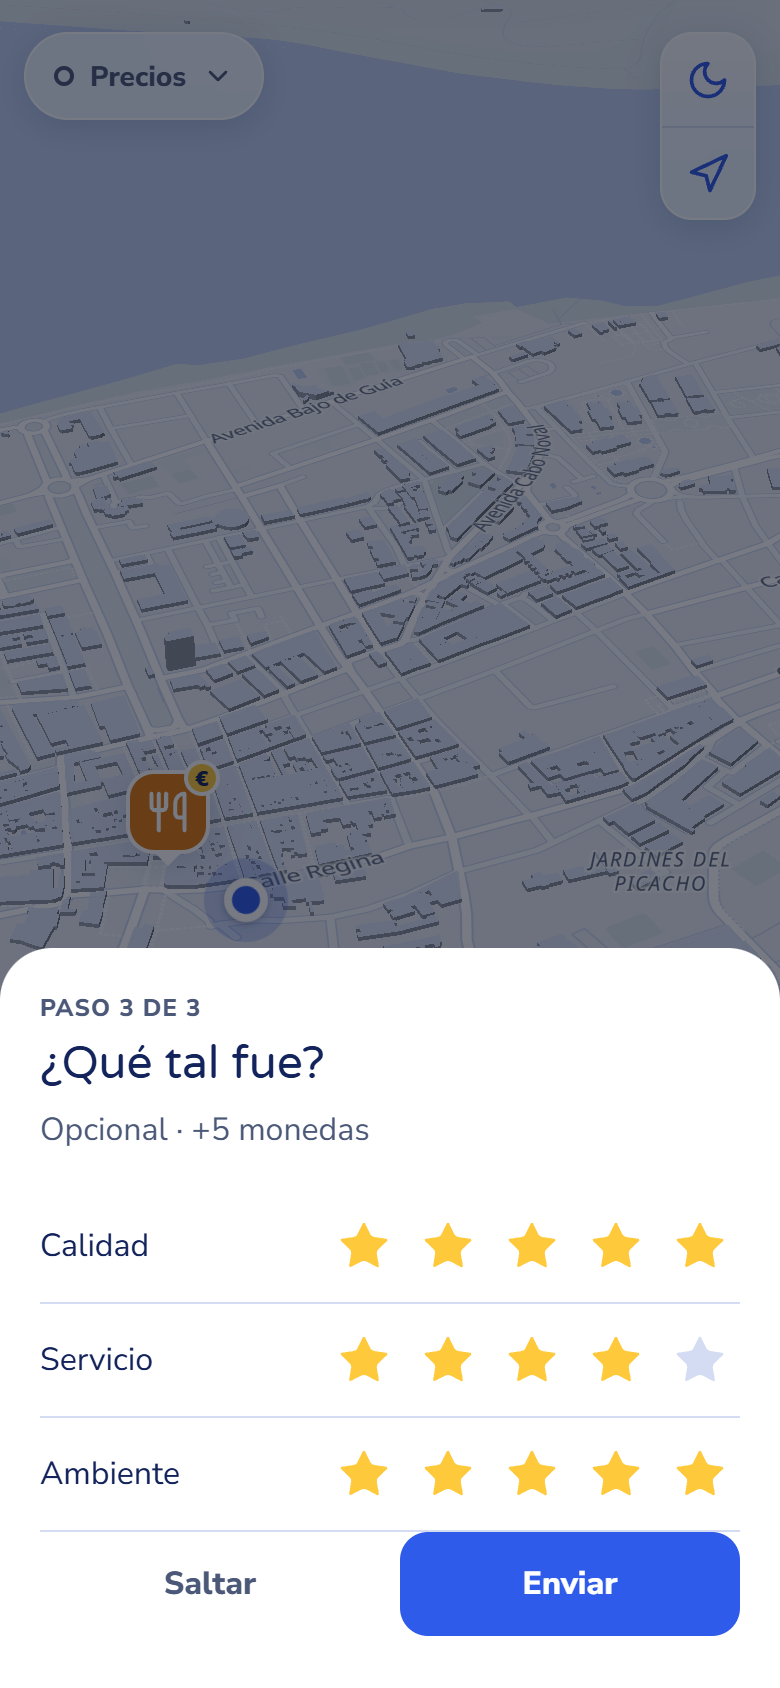 Precios
Avenida Bajo de Guía
Avenida Cabo Noval
€
alle Regina
JARDINES DEL
PICACHO
PASO 3 DE 3
¿Qué tal fue?
Opcional · +5 monedas
Calidad
Servicio
Ambiente
Saltar
Enviar